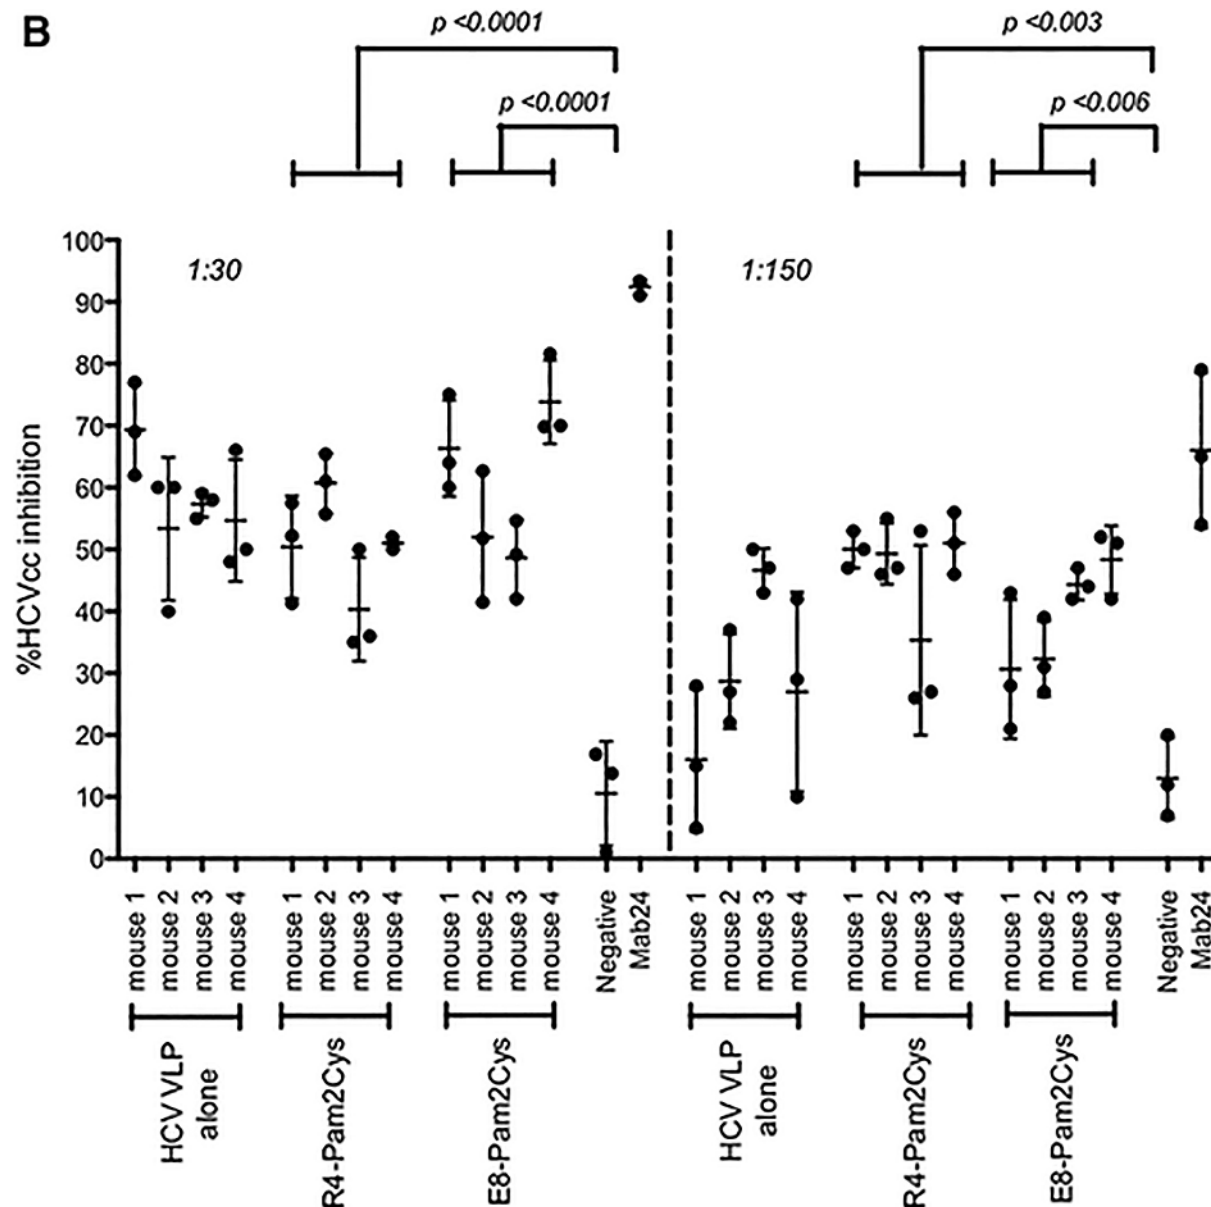 B
p <0.0001
p <0.003
p <0.0001
p <0.006
%HCVcc inhibition
100
90
80
70
60
50
40
30
20
10
0
1:30
1:150
mouse 1
mouse 2
mouse 3
mouse 4
mouse 1
mouse 2
mouse 3
mouse 4
mouse 1
mouse 2
mouse 3
mouse 4
Negative
Mab24
mouse 1
mouse 2
mouse 3
mouse 4
mouse 1
mouse 2
mouse 3
mouse 4
mouse 1
mouse 2
mouse 3
mouse 4
Negative
Mab24
HCV VLP
alone
R4-Pam2Cys
E8-Pam2Cys
HCV VLP
alone
R4-Pam2Cys
E8-Pam2Cys